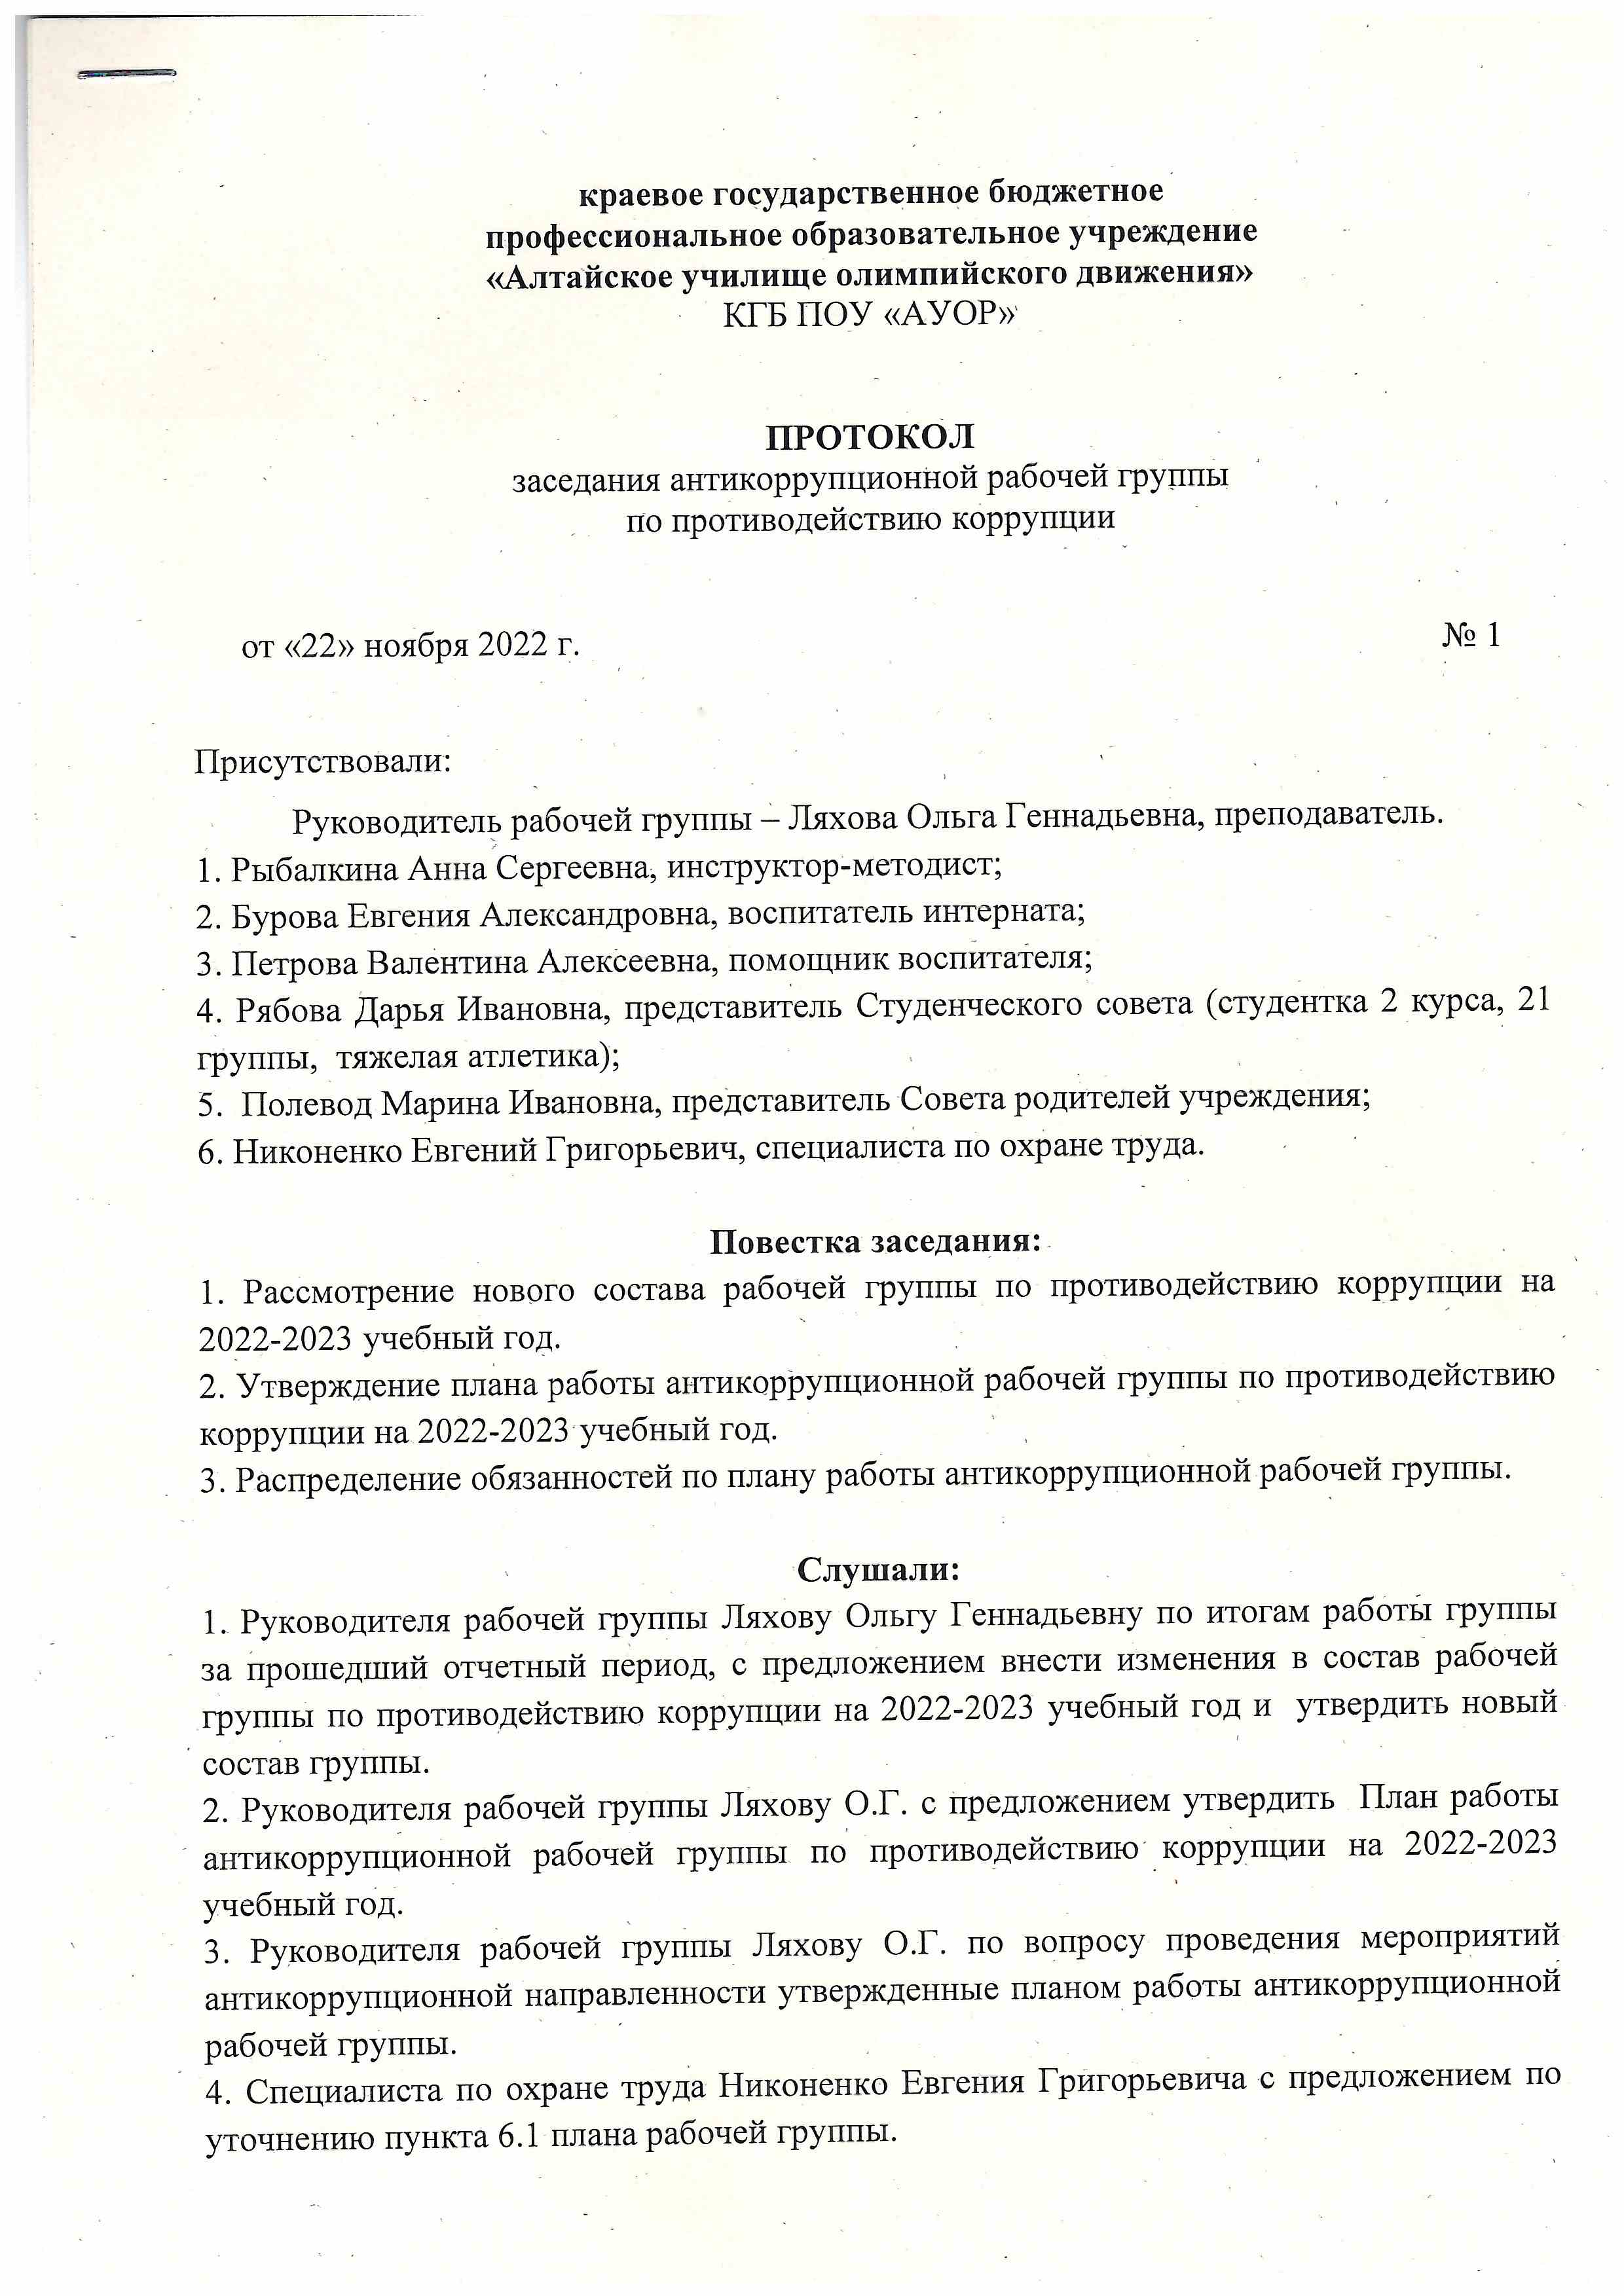 краевое государственное бюджетное
профессиональное образовательное учреждение
«Алтайское училище олимпийского движения»
КГБ ПОУ «АУОР»
ПРОТОКОЛ
заседания антикоррупционной рабочей группы
по противодействию коррупции
от «22» ноября 2022 г.
№ 1
Присутствовали:
Руководитель рабочей группы – Ляхова Ольга Геннадьевна, преподаватель.
1. Рыбалкина Анна Сергеевна, инструктор-методист;
2. Бурова Евгения Александровна, воспитатель интерната;
3. Петрова Валентина Алексеевна, помощник воспитателя;
4. Рябова Дарья Ивановна, представитель Студенческого совета (студентка 2 курса, 21
группы, тяжелая атлетика);
5. Полевод Марина Ивановна, представитель Совета родителей учреждения;
6. Никоненко Евгений Григорьевич, специалиста по охране труда.
Повестка заседания:
1. Рассмотрение нового состава рабочей группы по противодействию коррупции на
2022-2023 учебный год.
2. Утверждение плана работы антикоррупционной рабочей группы по противодействию
коррупции на 2022-2023 учебный год.
3. Распределение обязанностей по плану работы антикоррупционной рабочей группы.
Слушали:
1. Руководителя рабочей группы Ляхову Ольгу Геннадьевну по итогам работы группы
за прошедший отчетный период, с предложением внести изменения в состав рабочей
группы по противодействию коррупции на 2022-2023 учебный год и утвердить новый
состав группы.
2. Руководителя рабочей группы Ляхову О.Г. с предложением утвердить План работы
антикоррупционной рабочей группы по противодействию коррупции на 2022-2023
учебный год.
3. Руководителя рабочей группы Ляхову О.Г. по вопросу проведения мероприятий
антикоррупционной направленности утвержденные планом работы антикоррупционной
рабочей группы.
4. Специалиста по охране труда Никоненко Евгения Григорьевича с предложением по
уточнению пункта 6.1 плана рабочей группы.